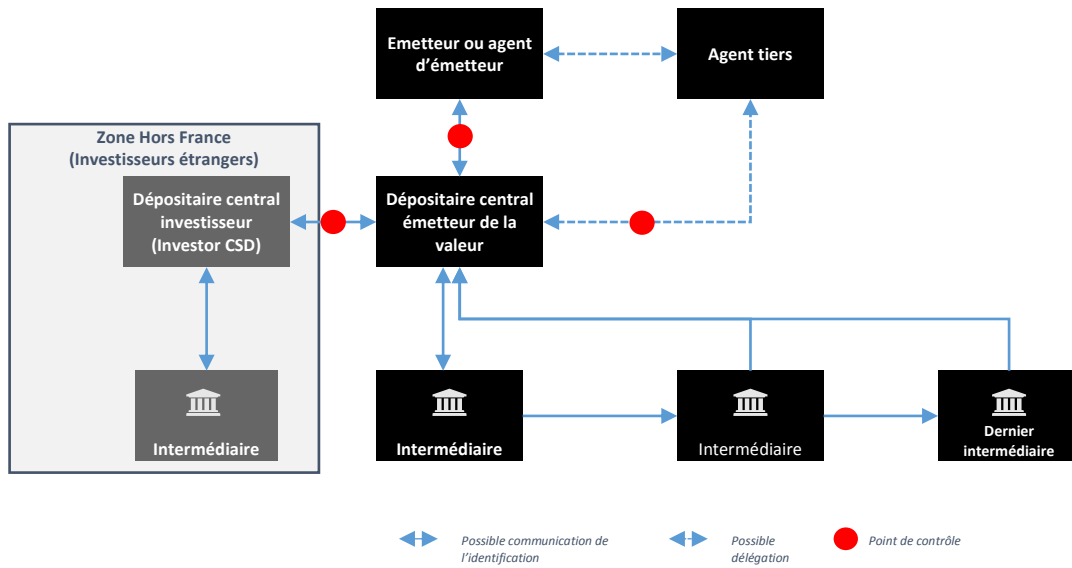 Emetteur ou agent
d’émetteur
Agent tiers
Zone Hors France
(Investisseurs étrangers)
Dépositaire central
investisseur
(Investor CSD)
Dépositaire central
émetteur de la
valeur
Intermédiaire
Intermédiaire
Intermédiaire
Dernier
intermédiaire
Possible communication de
l’identification
Possible
délégation
Point de contrôle